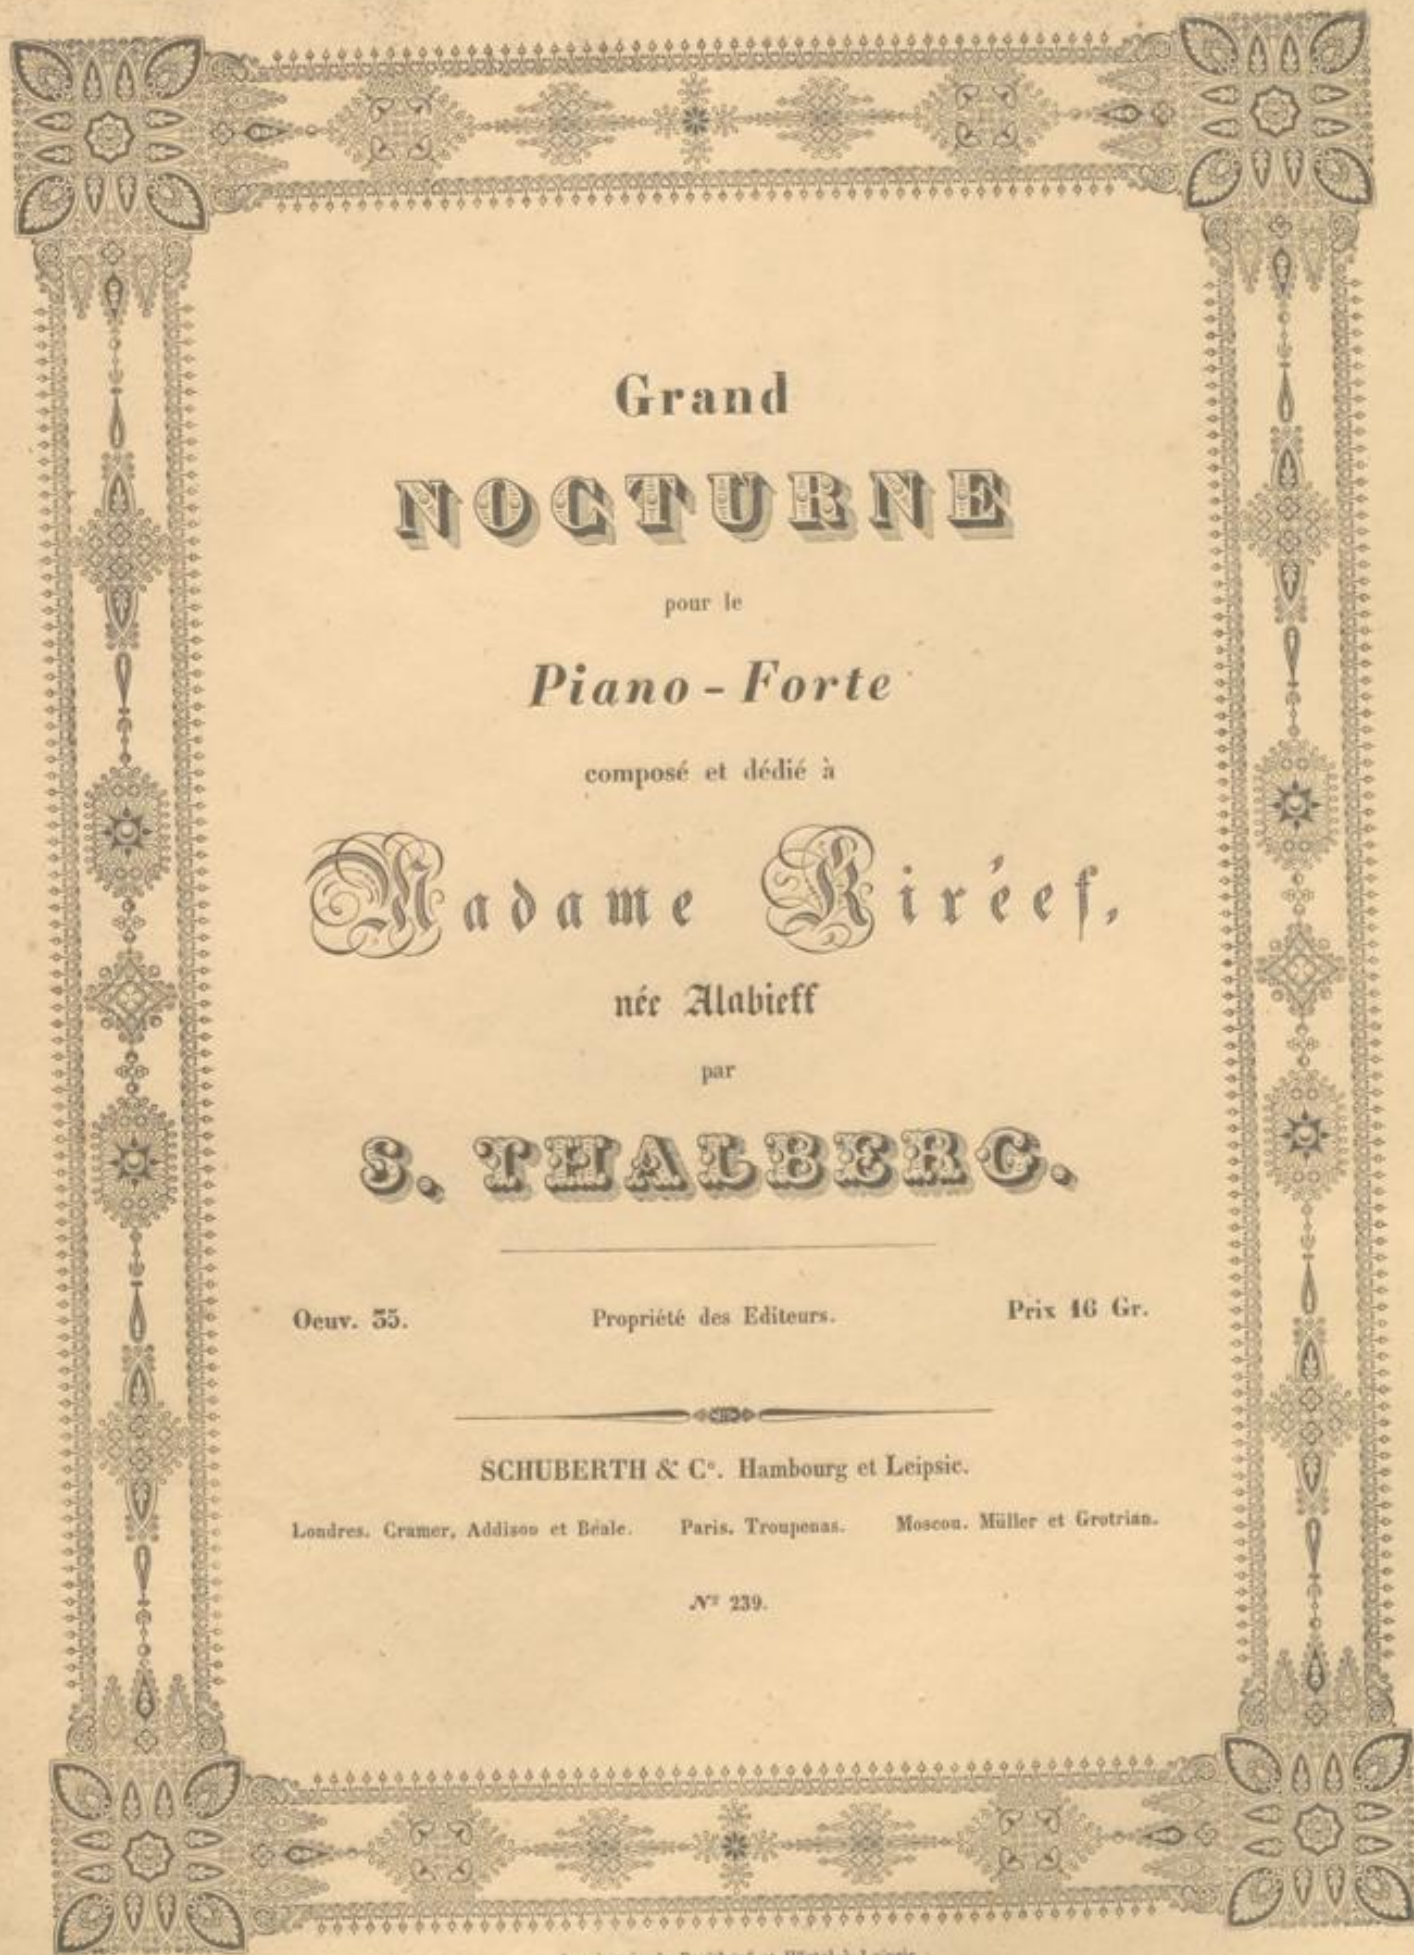 Grand
NOCTURNE
pour le
Piano-Forte
composé et dédié à
Madame Kiréef,
née Alabieff
par
S. THALBERG.
Oeuv. 35. Propriété des Editeurs. Prix 16 Gr.
SCHUBERTH & Cº. Hambourg et Leipsic.
Londres. Cramer, Addison et Béale. Paris. Troupenas. Moscou. Müller et Grotrian.
Nº 239.